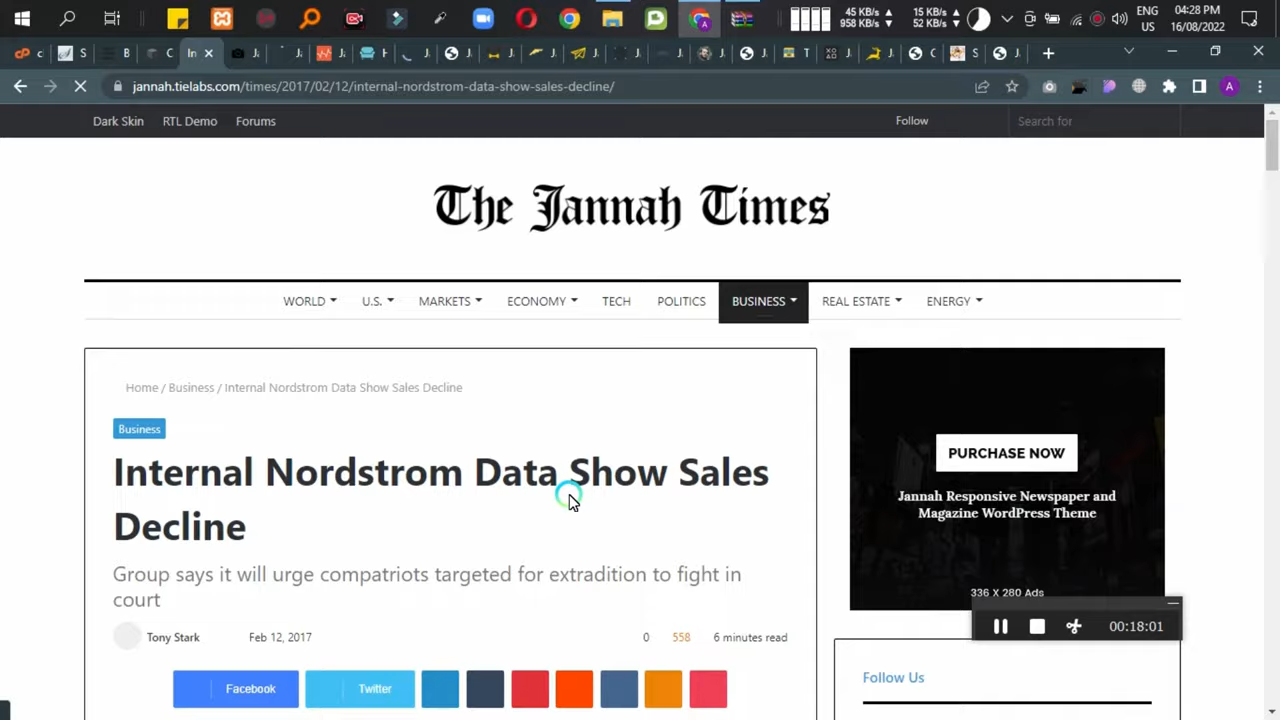 45 KB/s
958 KB/s
15 KB/s
52 KB/s
ENG
US
04:28 PM
16/08/2022
jannah.tielabs.com/times/2017/02/12/internal-nordstrom-data-show-sales-decline/
Dark Skin RTL Demo Forums Follow Search for
The Jannah Times
WORLD U.S. MARKETS ECONOMY TECH POLITICS BUSINESS REAL ESTATE ENERGY
Home / Business / Internal Nordstrom Data Show Sales Decline
Business
Internal Nordstrom Data Show Sales
Decline
Group says it will urge compatriots targeted for extradition to fight in
court
Tony Stark Feb 12, 2017 0 558 6 minutes read
Facebook Twitter
PURCHASE NOW
Jannah Responsive Newspaper and
Magazine WordPress Theme
336 X 280 Ads
00:18:01
Follow Us